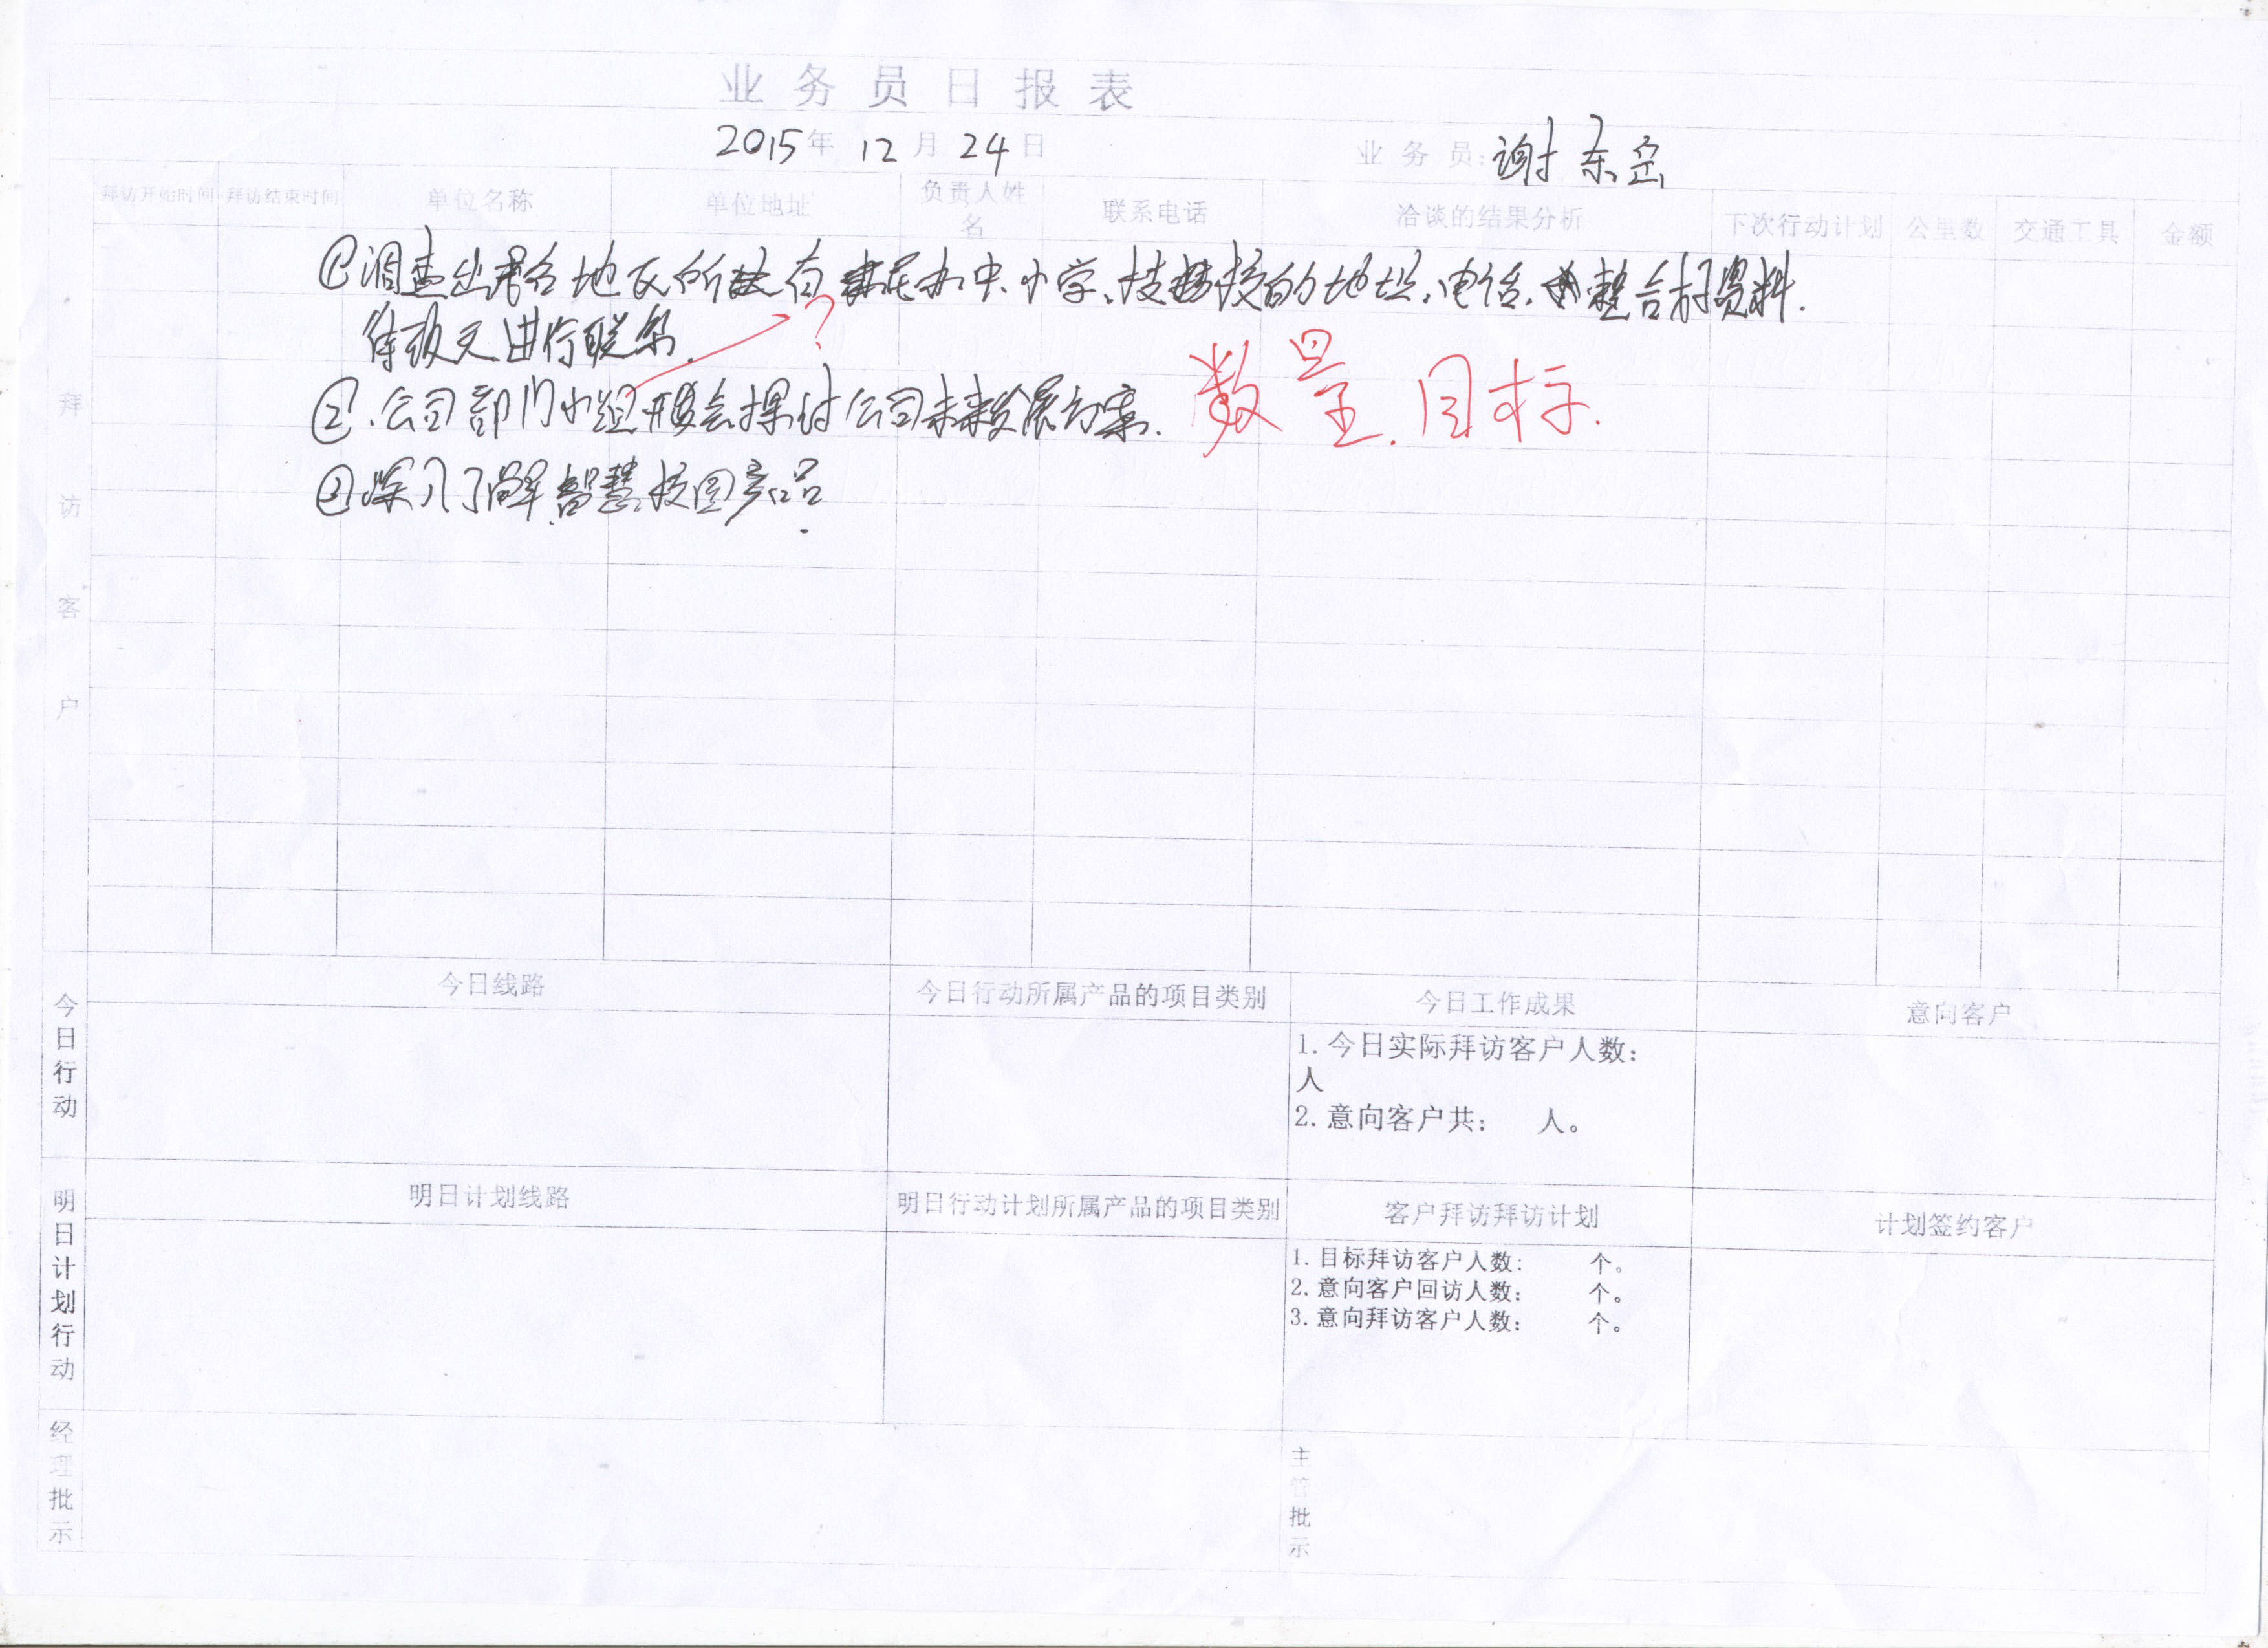 业务员日报表
2015年 12月 24日 业务员:谢东
拜访开始时间 拜访结束时间 单位名称 单位地址 负责人姓名 联系电话 洽谈的结果分析 下次行动计划 公里数 交通工具 金额
拜访客户
①调查出各地区所有民办中、小学、技校的地址、电话,整合好资料.
待明天进行联系.
?
②.公司部门小组开会探讨公司未来发展方案.
数量.目标.
③深入了解智慧校园产品.
今日行动
今日线路 今日行动所属产品的项目类别 今日工作成果 意向客户
1.今日实际拜访客户人数:
人
2.意向客户共: 人。
明日计划行动
明日计划线路 明日行动计划所属产品的项目类别 客户拜访拜访计划 计划签约客户
1.目标拜访客户人数: 个。
2.意向客户回访人数: 个。
3.意向拜访客户人数: 个。
经理批示
主管批示